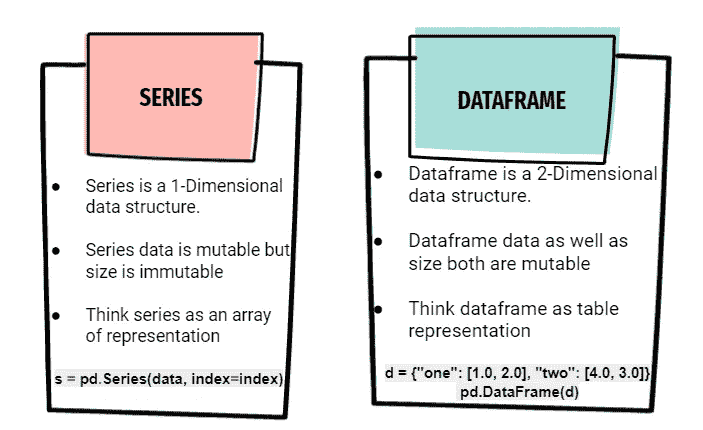 SERIES
● Series is a 1-Dimensional
data structure.
● Series data is mutable but
size is immutable
● Think series as an array
of representation
s = pd.Series(data, index=index)
DATAFRAME
● Dataframe is a 2-Dimensional
data structure.
● Dataframe data as well as
size both are mutable
● Think dataframe as table
representation
d = {"one": [1.0, 2.0], "two": [4.0, 3.0]}
pd.DataFrame(d)